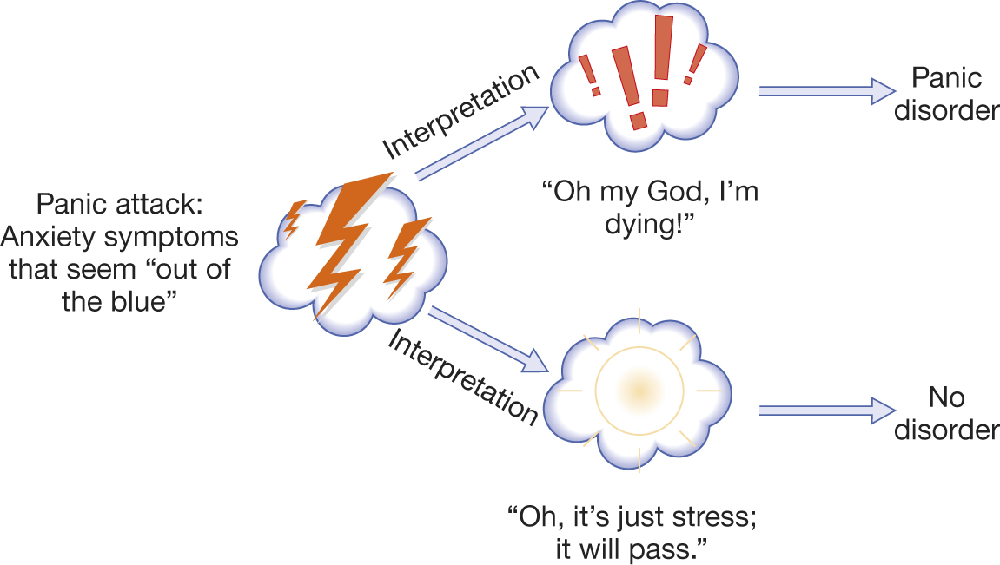 Panic attack:
Anxiety symptoms
that seem “out of
the blue”
Interpretation
“Oh my God, I’m
dying!”
Panic
disorder
Interpretation
“Oh, it’s just stress;
it will pass.”
No
disorder